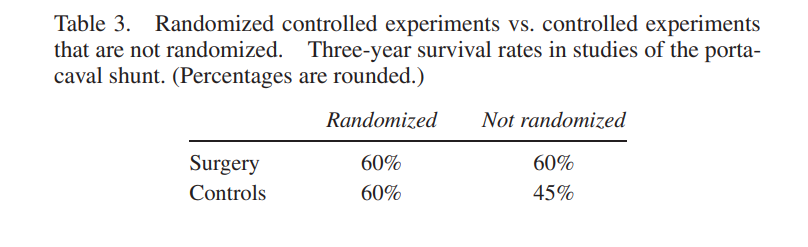 Table 3. Randomized controlled experiments vs. controlled experiments
that are not randomized. Three-year survival rates in studies of the porta-
caval shunt. (Percentages are rounded.)
Randomized Not randomized
Surgery 60% 60%
Controls 60% 45%